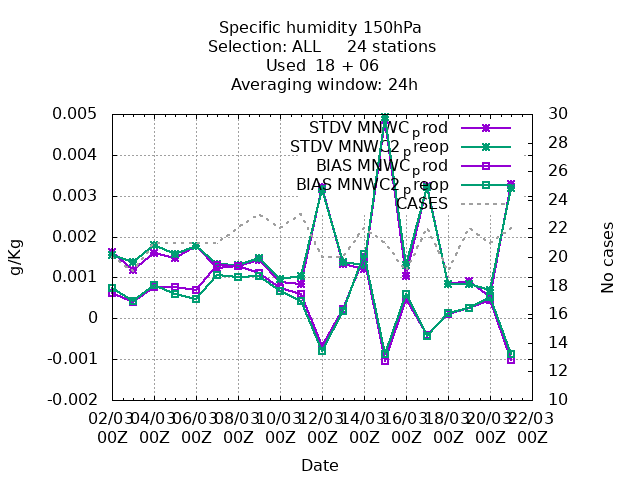 Specific humidity 150hPa
Selection: ALL 24 stations
Used 18 + 06
Averaging window: 24h
STDV MNWC_prod
STDV MNWC2_preop
BIAS MNWC_prod
BIAS MNWC2_preop
CASES
g/Kg
0.005
0.004
0.003
0.002
0.001
0
-0.001
-0.002
No cases
30
28
26
24
22
20
18
16
14
12
10
02/03 04/03 06/03 08/03 10/03 12/03 14/03 16/03 18/03 20/03 22/03
00Z 00Z 00Z 00Z 00Z 00Z 00Z 00Z 00Z 00Z 00Z
Date